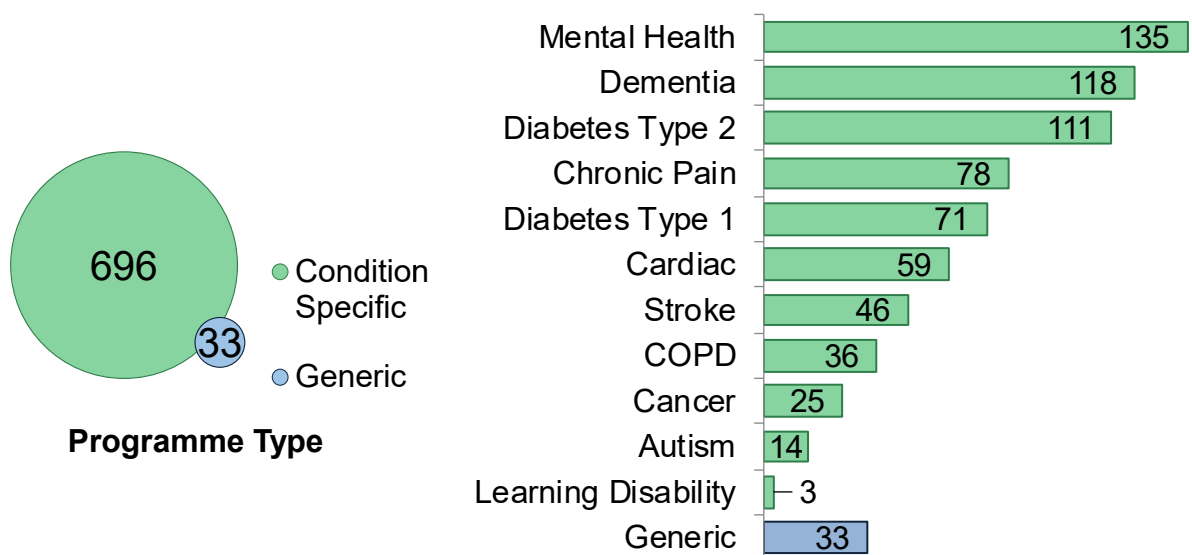 696
33
Condition
Specific
Generic
Programme Type
Mental Health 135
Dementia 118
Diabetes Type 2 111
Chronic Pain 78
Diabetes Type 1 71
Cardiac 59
Stroke 46
COPD 36
Cancer 25
Autism 14
Learning Disability 3
Generic 33